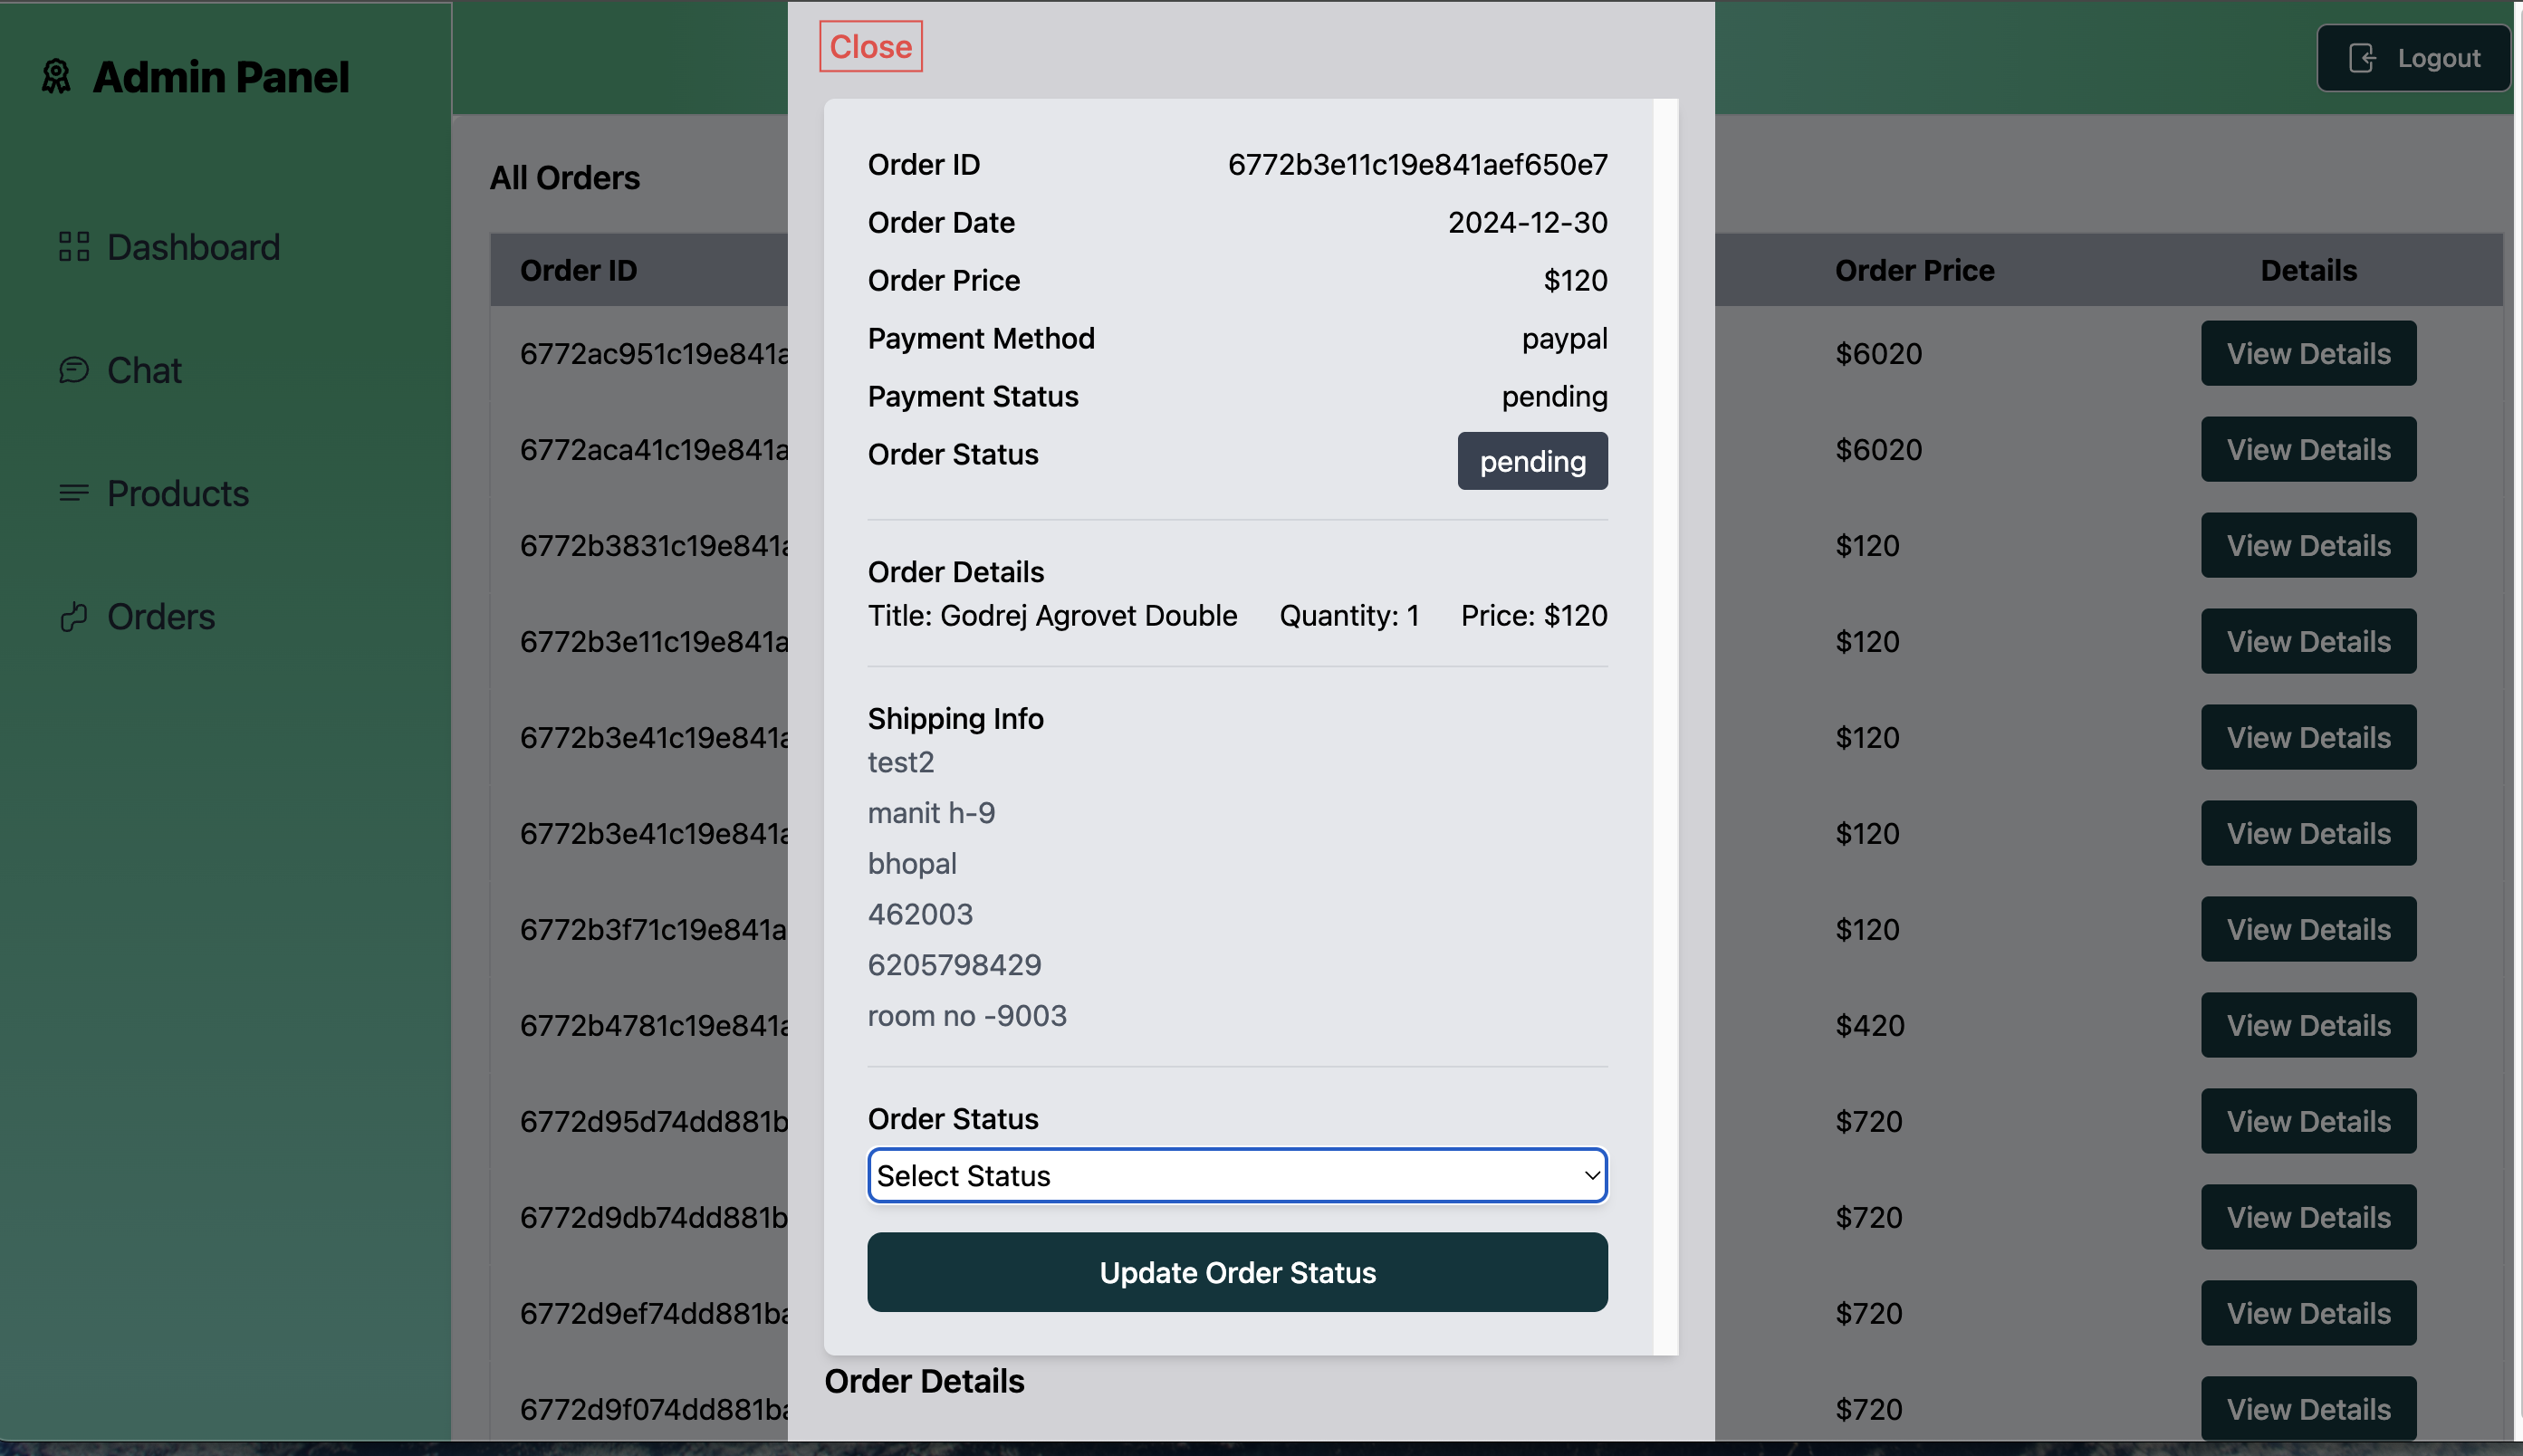 Admin Panel
Dashboard
Chat
Products
Orders
Logout
All Orders
Order ID Order Price Details
6772ac951c19e841a $6020 View Details
6772aca41c19e841a $6020 View Details
6772b3831c19e841a $120 View Details
6772b3e11c19e841a $120 View Details
6772b3e41c19e841a $120 View Details
6772b3e41c19e841a $120 View Details
6772b3f71c19e841a $120 View Details
6772b4781c19e841a $420 View Details
6772d95d74dd881b $720 View Details
6772d9db74dd881b $720 View Details
6772d9ef74dd881ba $720 View Details
6772d9f074dd881ba $720 View Details
Close
Order ID 6772b3e11c19e841aef650e7
Order Date 2024-12-30
Order Price $120
Payment Method paypal
Payment Status pending
Order Status pending
Order Details
Title: Godrej Agrovet Double Quantity: 1 Price: $120
Shipping Info
test2
manit h-9
bhopal
462003
6205798429
room no -9003
Order Status
Select Status
Update Order Status
Order Details